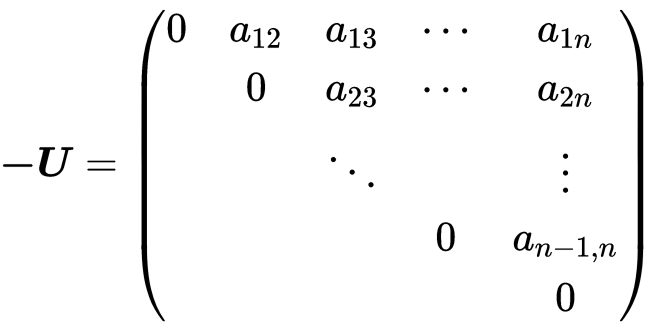 0 a₁₂ a₁₃ ⋯ a₁ₙ
0 a₂₃ ⋯ a₂ₙ
-U = ⋱ ⋮
0 aₙ₋₁,ₙ
0